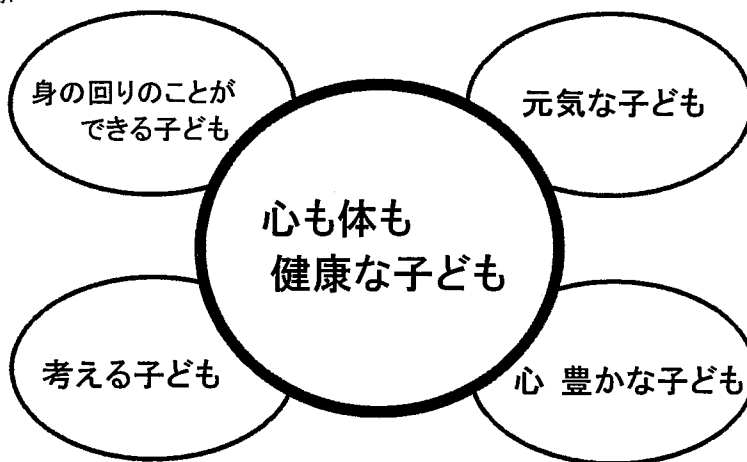 身の回りのことが
できる子ども
元気な子ども
心も体も
健康な子ども
考える子ども
心 豊かな子ども